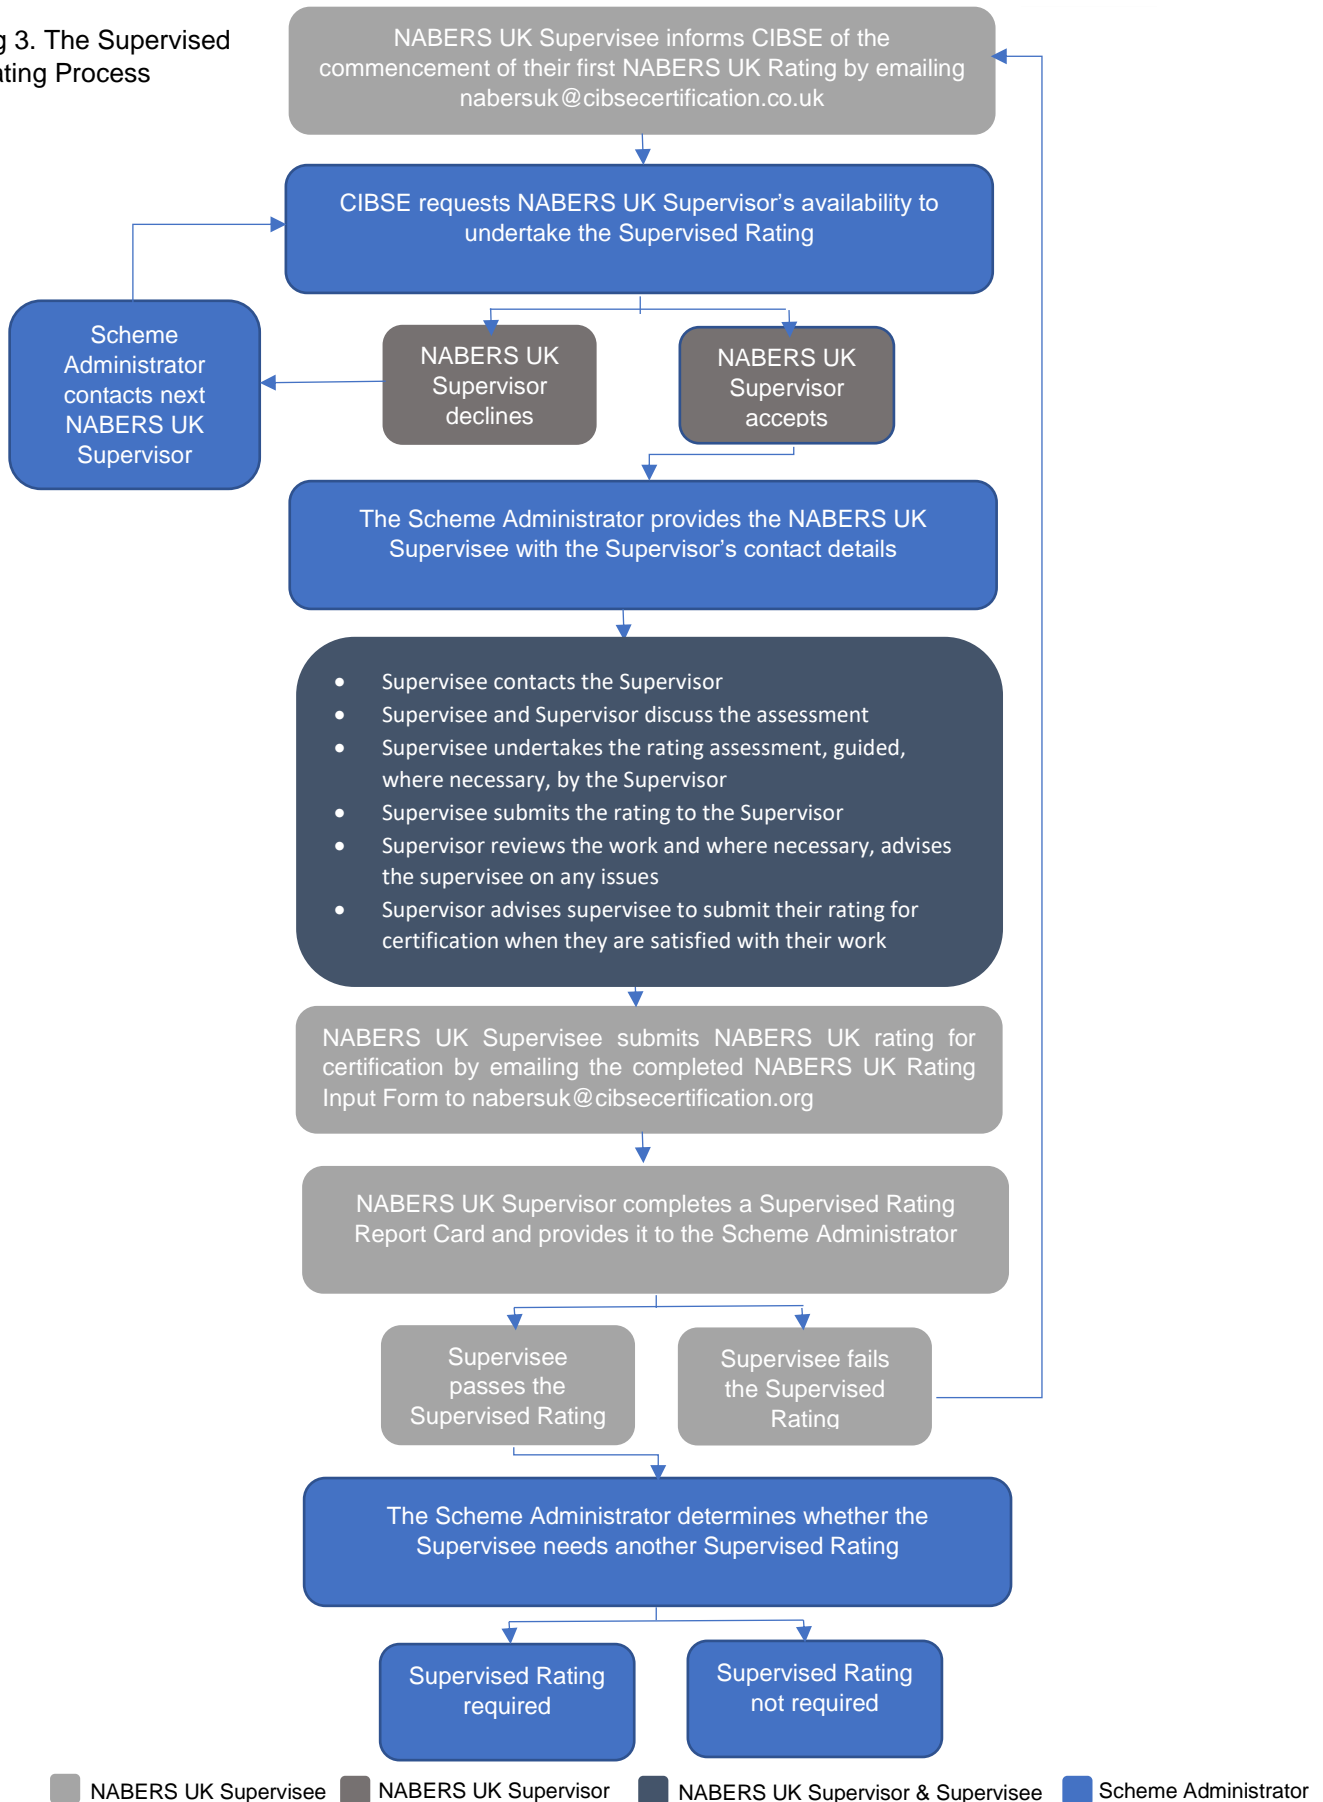 g 3. The Supervised
ating Process
NABERS UK Supervisee informs CIBSE of the
commencement of their first NABERS UK Rating by emailing
nabersuk@cibsecertification.co.uk
CIBSE requests NABERS UK Supervisor’s availability to
undertake the Supervised Rating
Scheme
Administrator
contacts next
NABERS UK
Supervisor
NABERS UK
Supervisor
declines
NABERS UK
Supervisor
accepts
The Scheme Administrator provides the NABERS UK
Supervisee with the Supervisor’s contact details
• Supervisee contacts the Supervisor
• Supervisee and Supervisor discuss the assessment
• Supervisee undertakes the rating assessment, guided,
where necessary, by the Supervisor
• Supervisee submits the rating to the Supervisor
• Supervisor reviews the work and where necessary, advises
the supervisee on any issues
• Supervisor advises supervisee to submit their rating for
certification when they are satisfied with their work
NABERS UK Supervisee submits NABERS UK rating for
certification by emailing the completed NABERS UK Rating
Input Form to nabersuk@cibsecertification.org
NABERS UK Supervisor completes a Supervised Rating
Report Card and provides it to the Scheme Administrator
Supervisee
passes the
Supervised Rating
Supervisee fails
the Supervised
Rating
The Scheme Administrator determines whether the
Supervisee needs another Supervised Rating
Supervised Rating
required
Supervised Rating
not required
NABERS UK Supervisee
NABERS UK Supervisor
NABERS UK Supervisor & Supervisee
Scheme Administrator